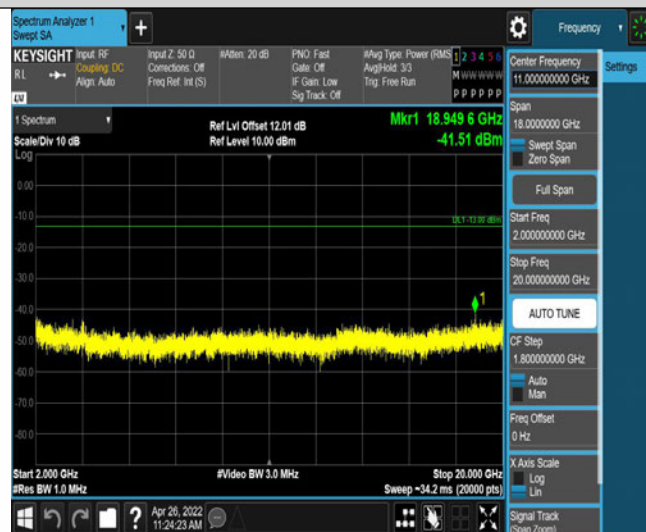 Spectrum Analyzer 1
Swept SA
+
Frequency
KEYSIGHT
RL
Input: RF
Coupling: DC
Align: Auto
Input Z: 50 Ω
Corrections: Off
Freq Ref: Int (S)
#Atten: 20 dB
PNO: Fast
Gate: Off
IF Gain: Low
Sig Track: Off
#Avg Type: Power (RMS
Avg|Hold: 3/3
Trig: Free Run
1 2 3 4 5 6
M W W W W W
P P P P P P
1 Spectrum
Scale/Div 10 dB
Ref Lvl Offset 12.01 dB
Ref Level 10.00 dBm
Mkr1 18.949 6 GHz
-41.51 dBm
Log
0.00
-10.0
DL1 -13.00 dBm
-20.0
-30.0
1
-40.0
-50.0
-60.0
-70.0
-80.0
Start 2.000 GHz
#Res BW 1.0 MHz
#Video BW 3.0 MHz
Stop 20.000 GHz
Sweep ~34.2 ms (20000 pts)
?
Apr 26, 2022
11:24:23 AM
Center Frequency
11.000000000 GHz
Settings
Span
18.0000000 GHz
Swept Span
Zero Span
Full Span
Start Freq
2.000000000 GHz
Stop Freq
20.000000000 GHz
AUTO TUNE
CF Step
1.800000000 GHz
Auto
Man
Freq Offset
0 Hz
X Axis Scale
Log
Lin
Signal Track
(Span Zoom)